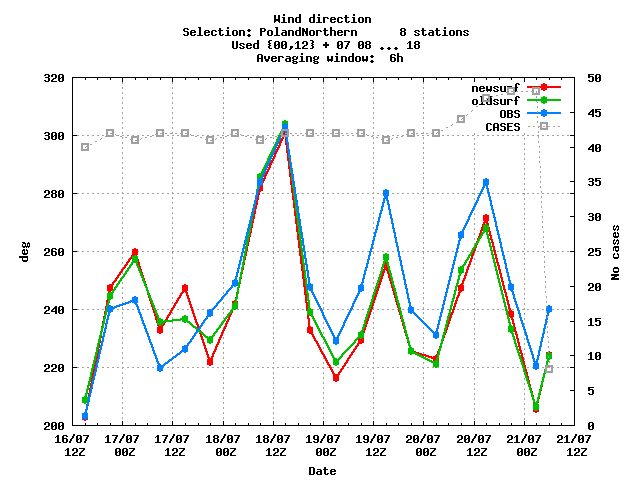 Wind direction
Selection: PolandNorthern 8 stations
Used {00,12} + 07 08 ... 18
Averaging window: 6h
newsurf
oldsurf
OBS
CASES
320
300
280
260
240
220
200
50
45
40
35
30
25
20
15
10
5
0
deg
No cases
16/07 17/07 17/07 18/07 18/07 19/07 19/07 20/07 20/07 21/07 21/07
12Z 00Z 12Z 00Z 12Z 00Z 12Z 00Z 12Z 00Z 12Z
Date